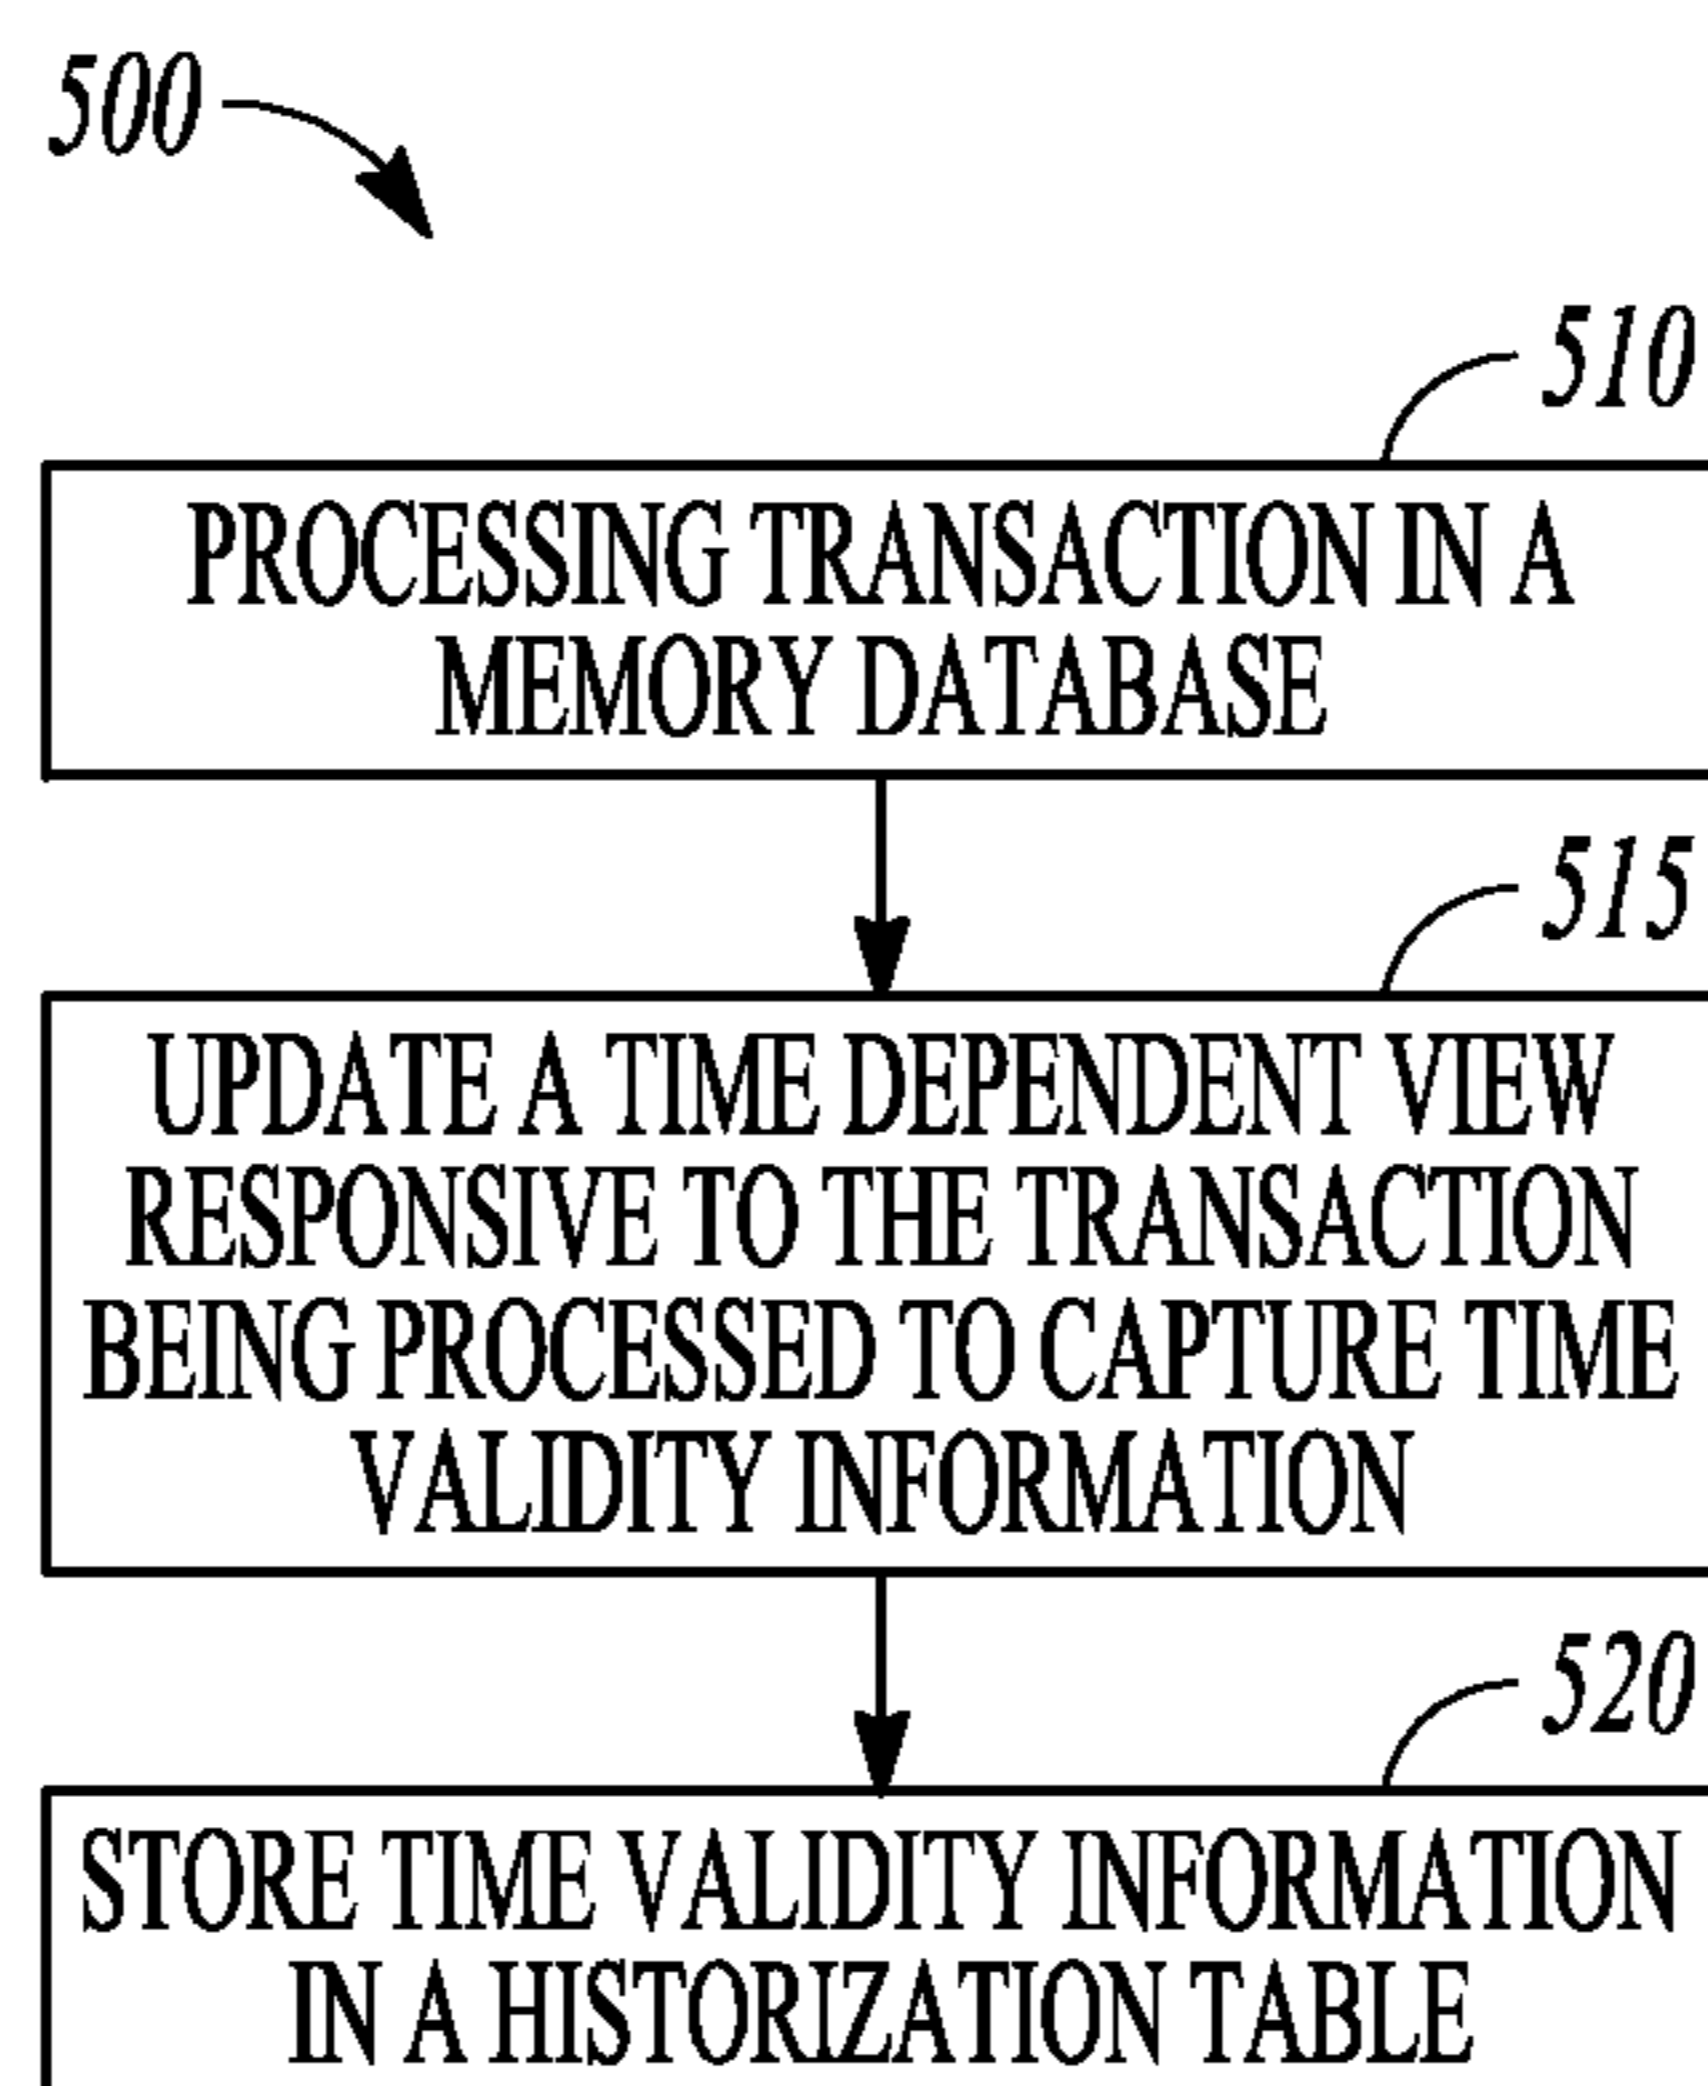 500
510
PROCESSING TRANSACTION IN A
MEMORY DATABASE
515
UPDATE A TIME DEPENDENT VIEW
RESPONSIVE TO THE TRANSACTION
BEING PROCESSED TO CAPTURE TIME
VALIDITY INFORMATION
520
STORE TIME VALIDITY INFORMATION
IN A HISTORIZATION TABLE